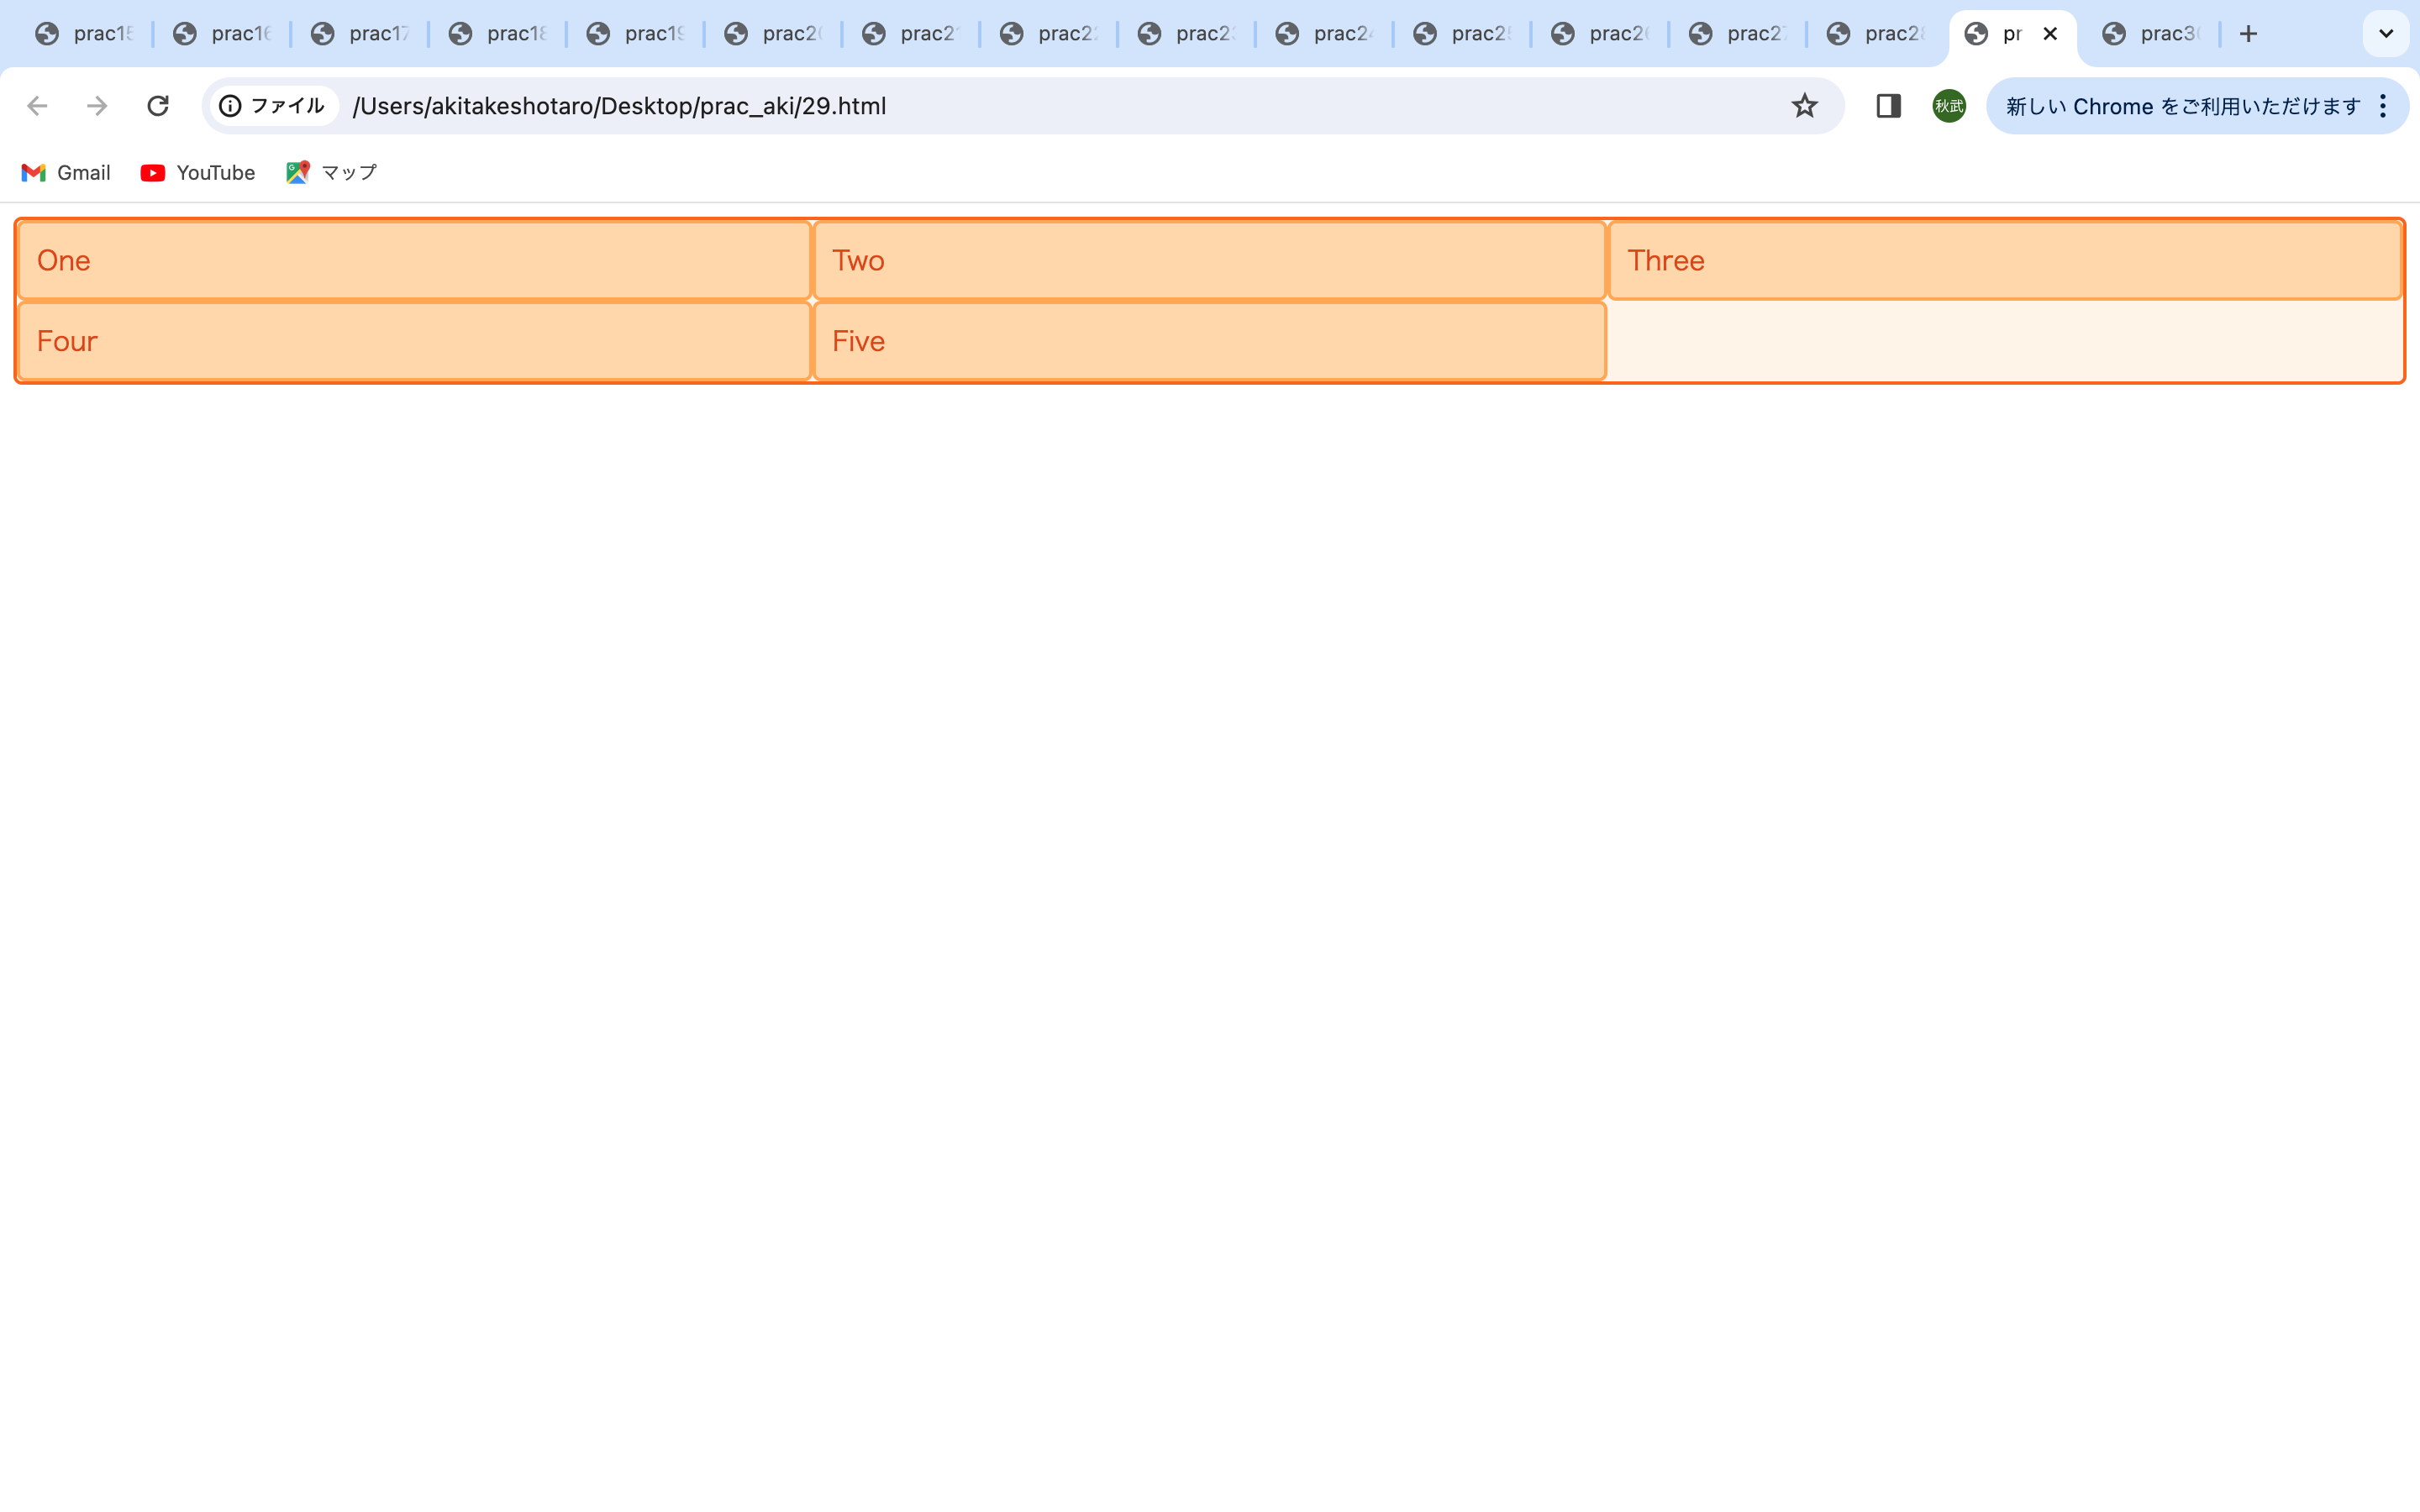 prac15 prac16 prac17 prac18 prac19 prac20 prac21 prac22 prac23 prac24 prac25 prac26 prac27 prac28 pr prac30
ファイル /Users/akitakeshotaro/Desktop/prac_aki/29.html 秋武 新しい Chrome をご利用いただけます
Gmail YouTube マップ
One Two Three
Four Five